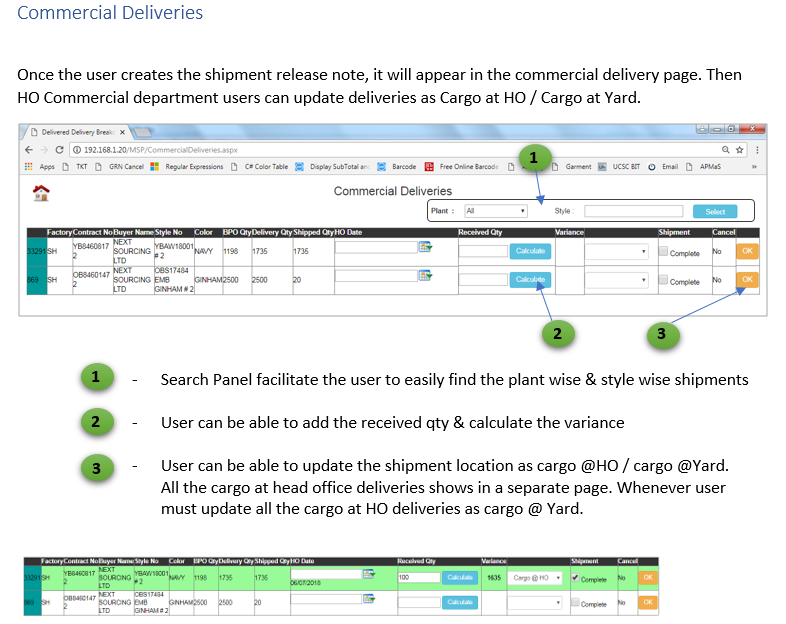 Commercial Deliveries
Once the user creates the shipment release note, it will appear in the commercial delivery page. Then
HO Commercial department users can update deliveries as Cargo at HO / Cargo at Yard.
Delivered Delivery Break
192.168.1.20/MSP/CommercialDeliveries.aspx
Apps TKT GRN Cancel Regular Expressions C# Color Table Display SubTotal an Barcode Free Online Barcode Garment UCSC BIT Email APMaS »
1
Commercial Deliveries
Plant : All Style : Select
Factory Contract No Buyer Name Style No Color BPO Qty Delivery Qty Shipped Qty HO Date Received Qty Variance Shipment Cancel
33291 SH YB8460817 NEXT YBAW18001 NAVY 1198 1735 1735 Calculate Complete No OK
2 SOURCING # 2
LTD
869 SH OB8460147 NEXT OBS17484 GINHAM 2500 2500 20 Calculate Complete No OK
2 SOURCING EMB
LTD GINHAM # 2
2 3
1 - Search Panel facilitate the user to easily find the plant wise & style wise shipments
2 - User can be able to add the received qty & calculate the variance
3 - User can be able to update the shipment location as cargo @HO / cargo @Yard.
All the cargo at head office deliveries shows in a separate page. Whenever user
must update all the cargo at HO deliveries as cargo @ Yard.
Factory Contract No Buyer Name Style No Color BPO Qty Delivery Qty Shipped Qty HO Date Received Qty Variance Shipment Cancel
33291 SH YB8460817 NEXT YBAW18001 NAVY 1198 1735 1735 06/07/2018 100 Calculate 1635 Cargo @ HO Complete No OK
2 SOURCING # 2
LTD
869 SH OB8460147 NEXT OBS17484 GINHAM 2500 2500 20 Calculate Complete No OK
2 SOURCING EMB
LTD GINHAM # 2